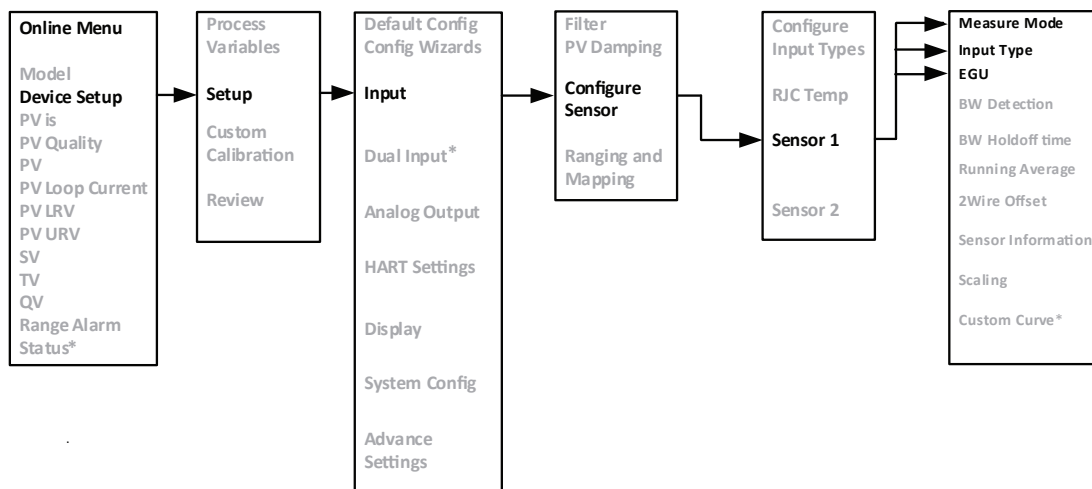 Online Menu
Model
Device Setup
PV is
PV Quality
PV
PV Loop Current
PV LRV
PV URV
SV
TV
QV
Range Alarm
Status*
Process
Variables
Setup
Custom
Calibration
Review
Default Config
Config Wizards
Input
Dual Input*
Analog Output
HART Settings
Display
System Config
Advance
Settings
Filter
PV Damping
Configure
Sensor
Ranging and
Mapping
Configure
Input Types
RJC Temp
Sensor 1
Sensor 2
Measure Mode
Input Type
EGU
BW Detection
BW Holdoff time
Running Average
2Wire Offset
Sensor Information
Scaling
Custom Curve*